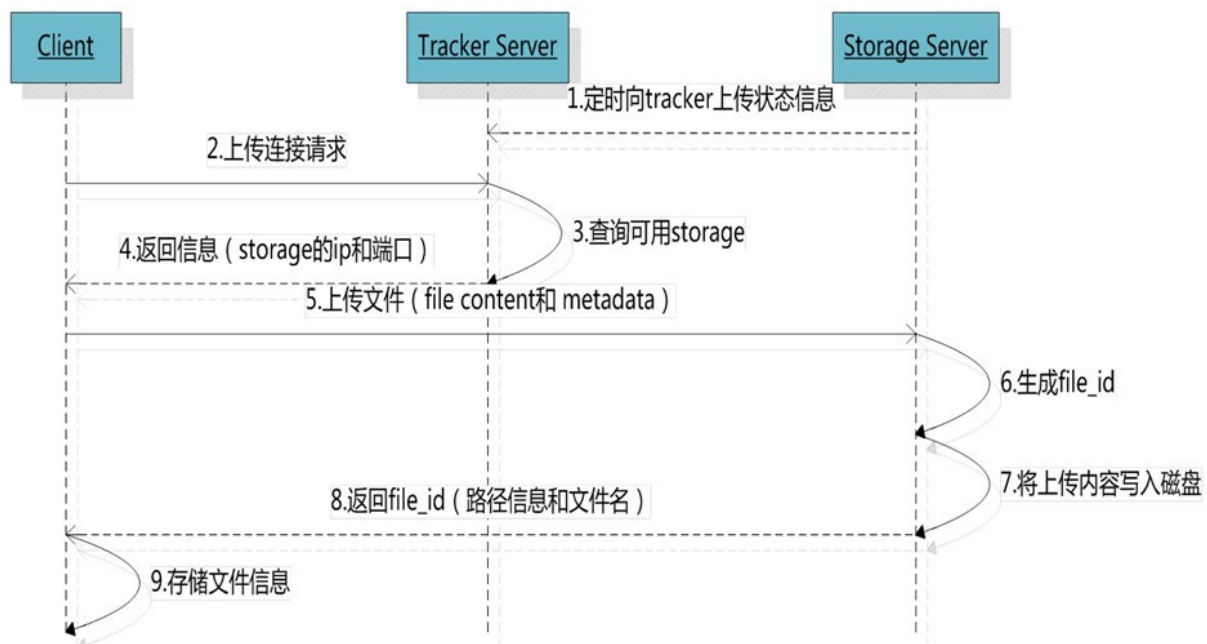 Client
Tracker Server
Storage Server
1.定时向tracker上传状态信息
2.上传连接请求
3.查询可用storage
4.返回信息（storage的ip和端口）
5.上传文件（file content和 metadata）
6.生成file_id
7.将上传内容写入磁盘
8.返回file_id（路径信息和文件名）
9.存储文件信息